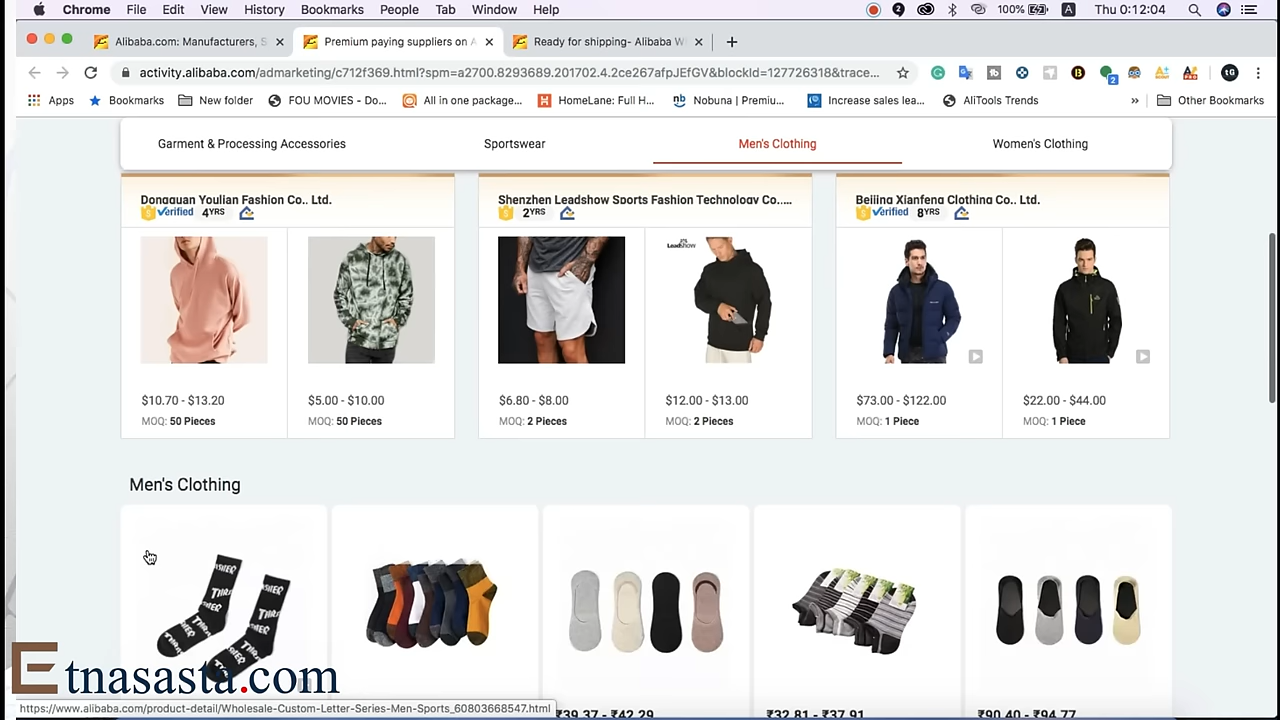 Chrome File Edit View History Bookmarks People Tab Window Help 2 100% A Thu 0:12:04
Alibaba.com: Manufacturers, S Premium paying suppliers on A Ready for shipping- Alibaba W
activity.alibaba.com/admarketing/c712f369.html?spm=a2700.8293689.201702.4.2ce267afpJEfGV&blockId=127726318&trace... B 2 tG
Apps Bookmarks New folder FOU MOVIES - Do... All in one package... HomeLane: Full H... nb Nobuna | Premiu... Increase sales lea... AliTools Trends » Other Bookmarks
Garment & Processing Accessories Sportswear Men's Clothing Women's Clothing
Dongguan Youlian Fashion Co., Ltd. Shenzhen Leadshow Sports Fashion Technology Co.,... Beijing Xianfeng Clothing Co., Ltd.
Verified 4YRS 2YRS Verified 8YRS
Leadshow
$10.70 - $13.20 $5.00 - $10.00 $6.80 - $8.00 $12.00 - $13.00 $73.00 - $122.00 $22.00 - $44.00
MOQ: 50 Pieces MOQ: 50 Pieces MOQ: 2 Pieces MOQ: 2 Pieces MOQ: 1 Piece MOQ: 1 Piece
Men's Clothing
Etnasasta.com
https://www.alibaba.com/product-detail/Wholesale-Custom-Letter-Series-Men-Sports_60803668547.html
₹39.37 - ₹42.29 ₹32.81 - ₹37.91 ₹90.40 - ₹94.77